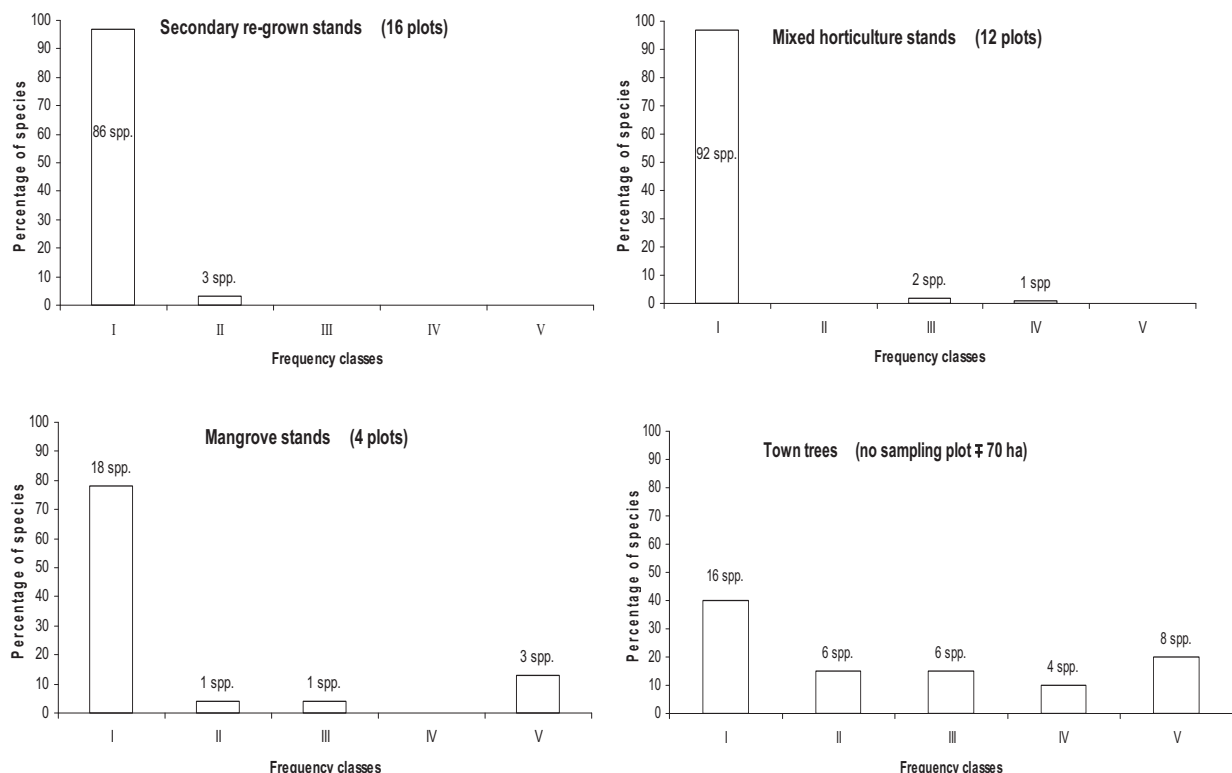 Secondary re-grown stands (16 plots)
Percentage of species
100
90
80
70
60
50
40
30
20
10
0
86 spp.
3 spp.
I II III IV V
Frequency classes
Mixed horticulture stands (12 plots)
Percentage of species
100
90
80
70
60
50
40
30
20
10
0
92 spp.
2 spp.
1 spp
I II III IV V
Frequency classes
Mangrove stands (4 plots)
Percentage of species
100
90
80
70
60
50
40
30
20
10
0
18 spp.
1 spp.
1 spp.
3 spp.
I II III IV V
Frequency classes
Town trees (no sampling plot ∓ 70 ha)
Percentage of species
100
90
80
70
60
50
40
30
20
10
0
16 spp.
6 spp.
6 spp.
4 spp.
8 spp.
I II III IV V
Frequency classes